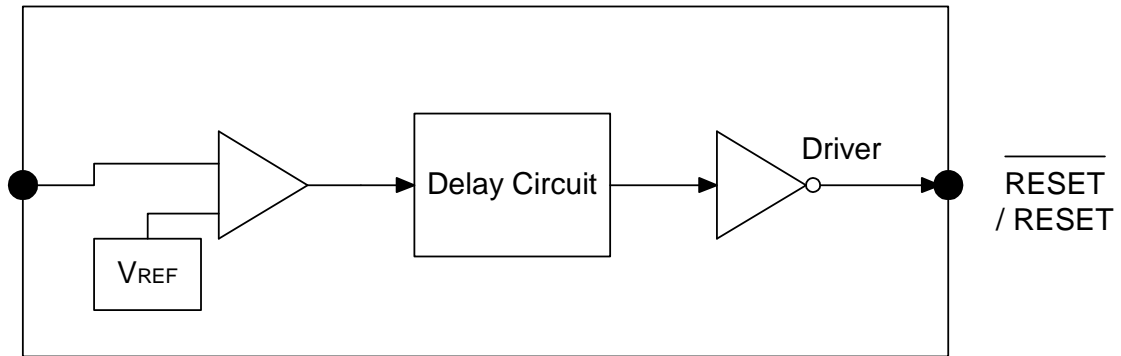 Driver
Delay Circuit
RESET
/ RESET
VREF